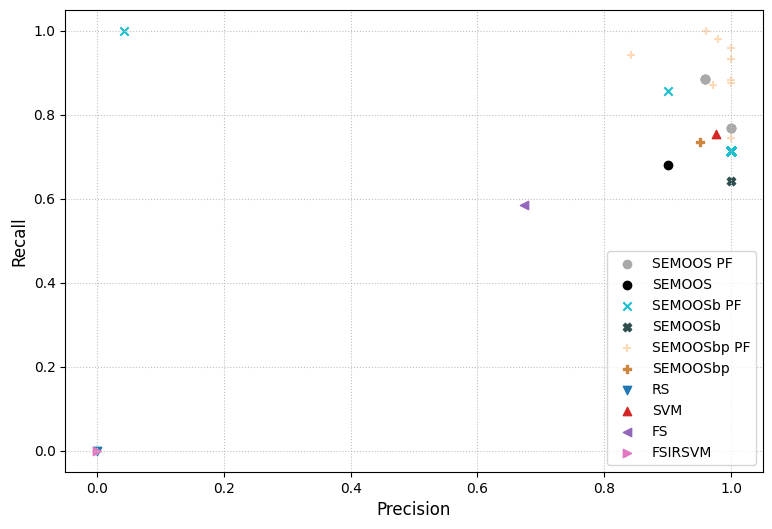 1.0
0.8
0.6
0.4
0.2
0.0
Recall
SEMOOS PF
SEMOOS
SEMOOSb PF
SEMOOSb
SEMOOSbp PF
SEMOOSbp
RS
SVM
FS
FSIRSVM
0.0 0.2 0.4 0.6 0.8 1.0
Precision